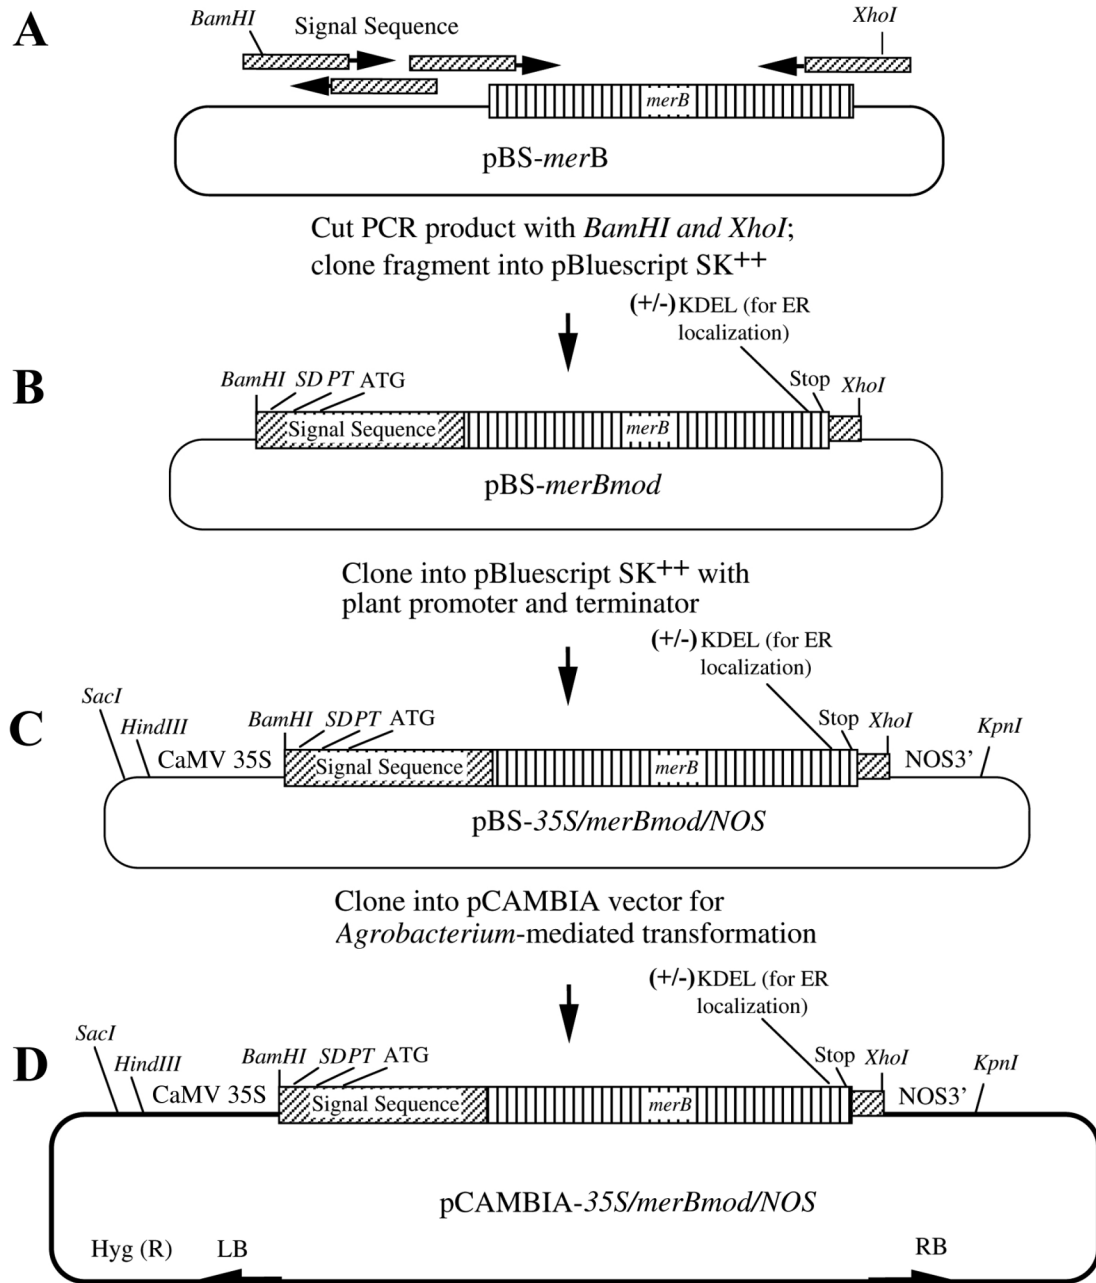 A
BamHI
Signal Sequence
XhoI
merB
pBS-merB
Cut PCR product with BamHI and XhoI;
clone fragment into pBluescript SK++
(+/-) KDEL (for ER
localization)
B
BamHI SD PT ATG
Stop XhoI
Signal Sequence
merB
pBS-merBmod
Clone into pBluescript SK++ with
plant promoter and terminator
(+/-) KDEL (for ER
localization)
C
SacI
HindIII
CaMV 35S
BamHI SD PT ATG
Stop XhoI
NOS3'
KpnI
Signal Sequence
merB
pBS-35S/merBmod/NOS
Clone into pCAMBIA vector for
Agrobacterium-mediated transformation
(+/-) KDEL (for ER
localization)
D
SacI
HindIII
CaMV 35S
BamHI SD PT ATG
Stop XhoI
NOS3'
KpnI
Signal Sequence
merB
pCAMBIA-35S/merBmod/NOS
Hyg (R) LB
RB